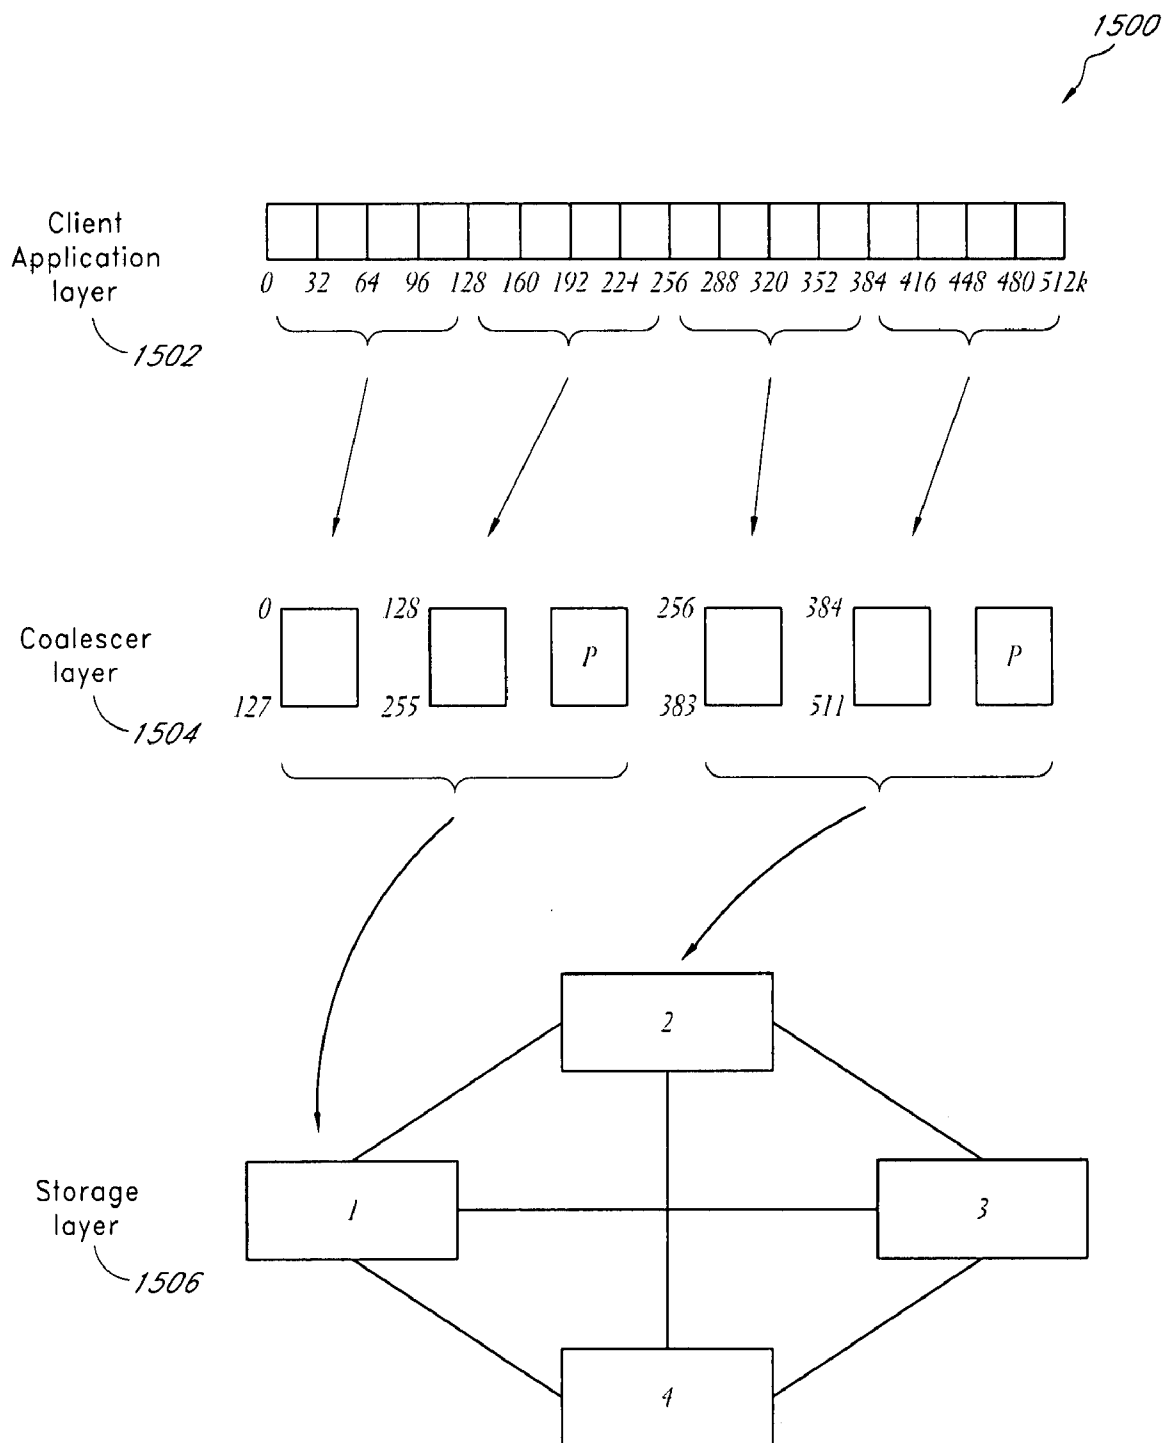 1500
Client
Application
layer
1502
0 32 64 96 128 160 192 224 256 288 320 352 384 416 448 480 512k
Coalescer
layer
1504
0 128 256 384
P P
127 255 383 511
2
Storage
layer
1506
1 3
4